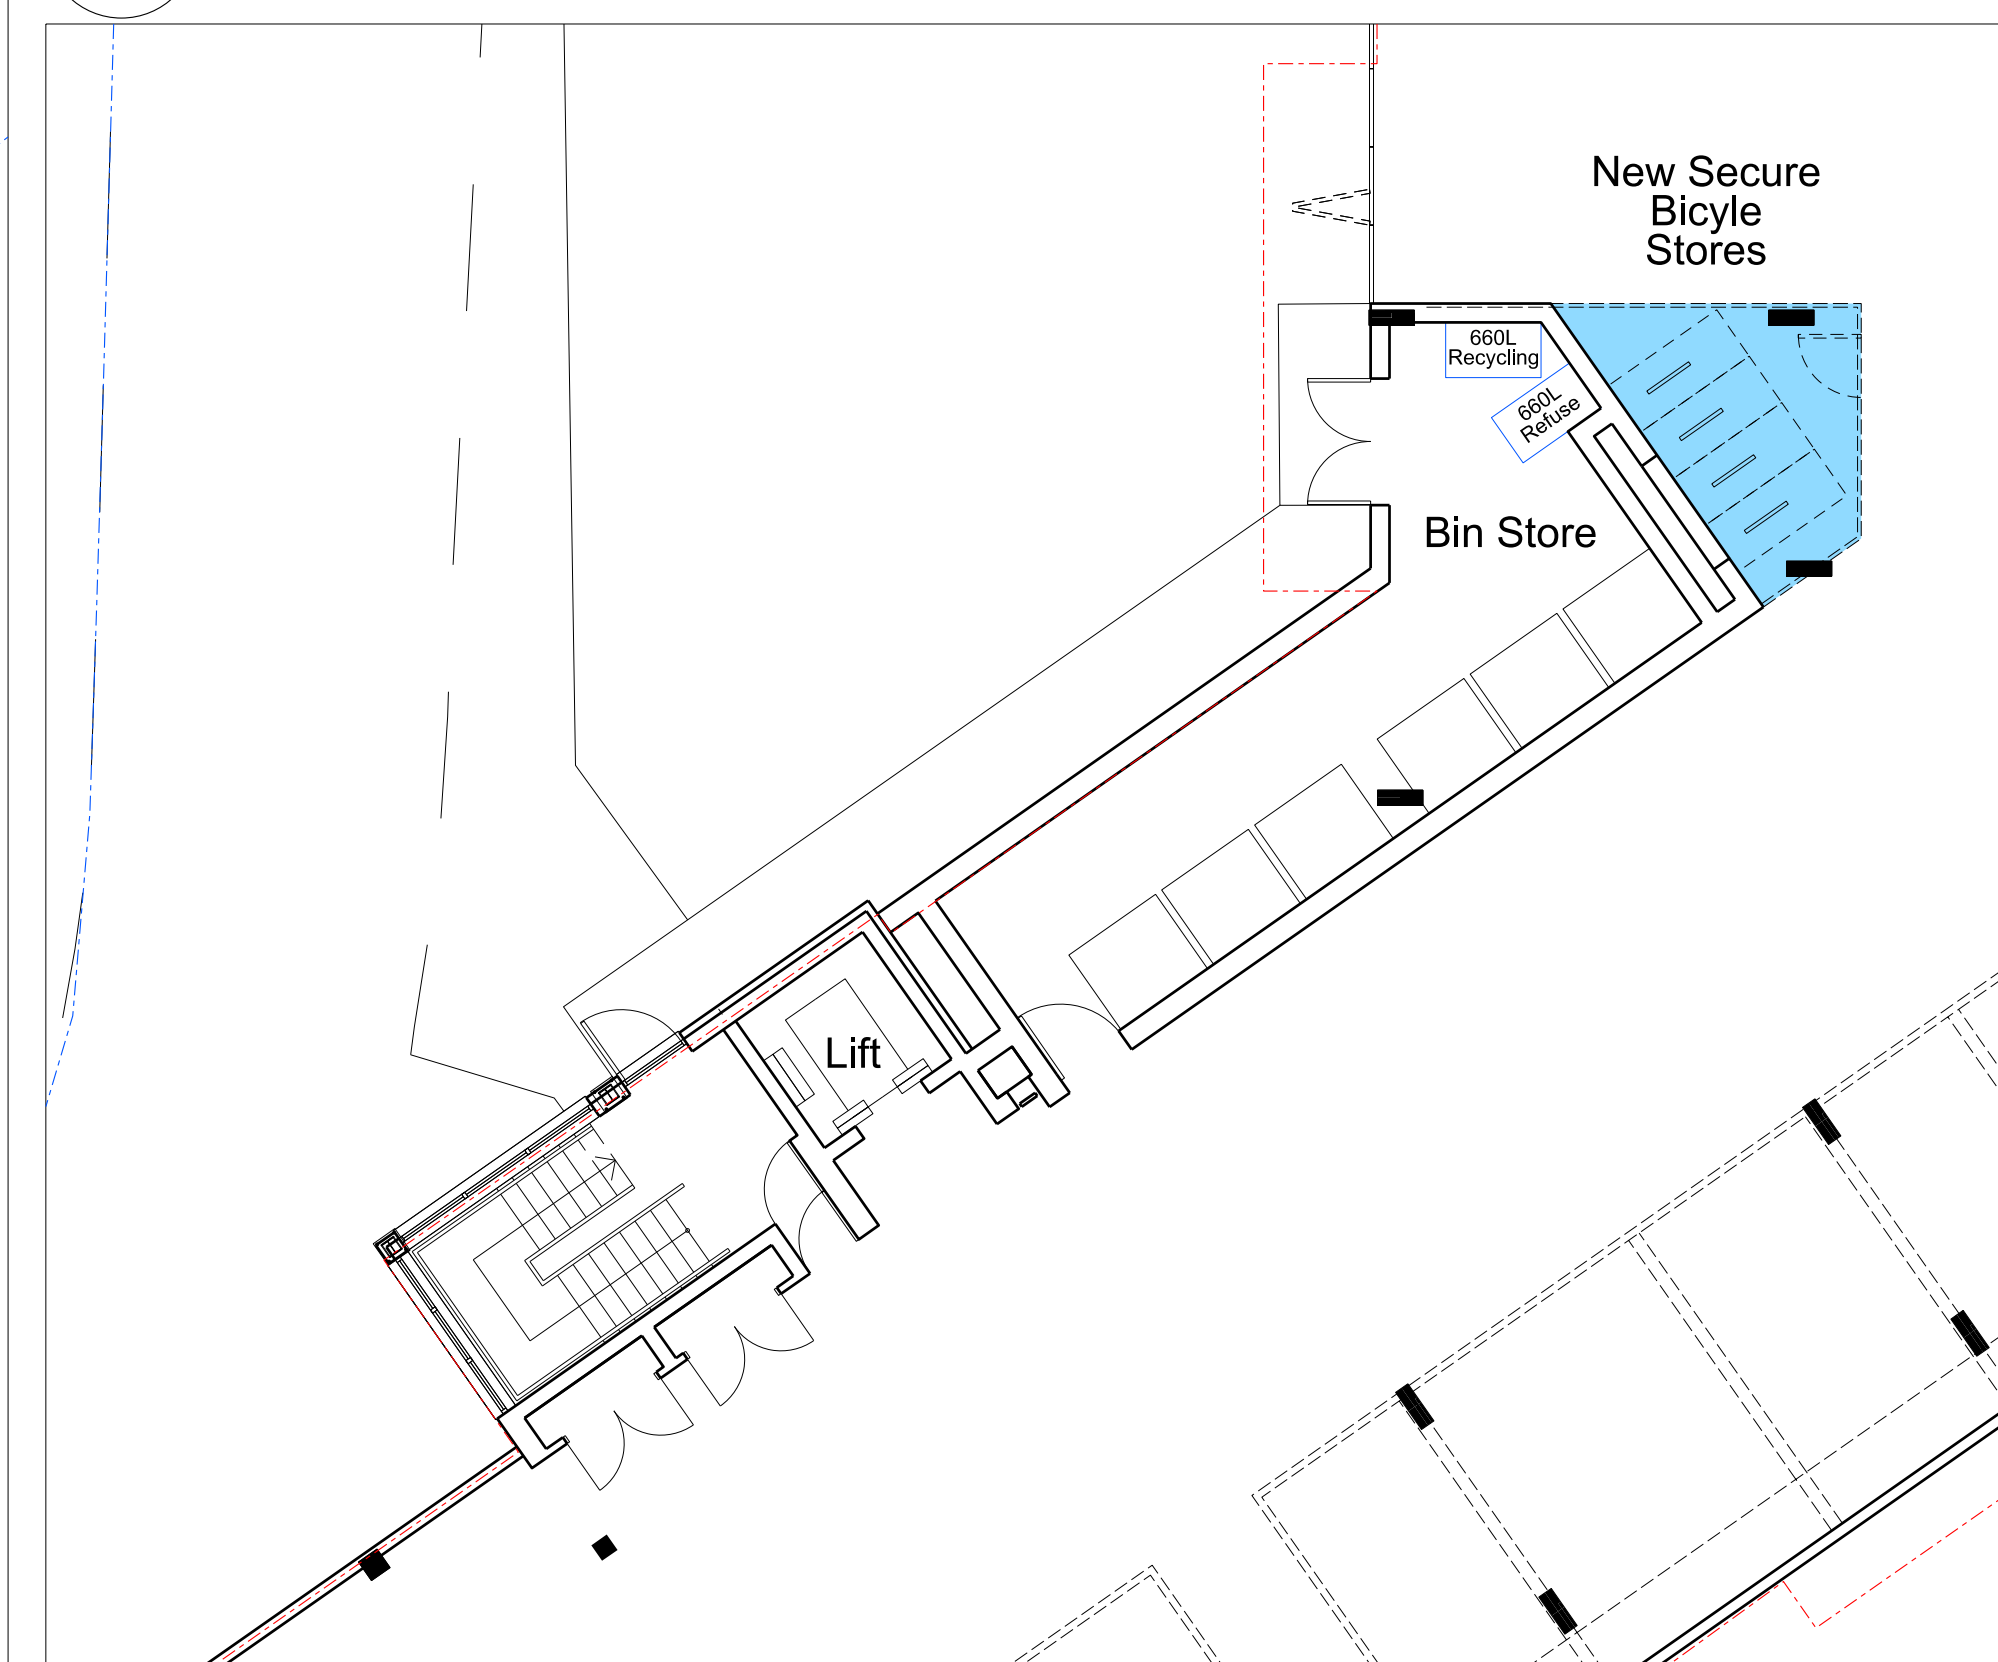 New Secure
Bicyle
Stores
660L
Recycling
660L
Refuse
Bin Store
Lift